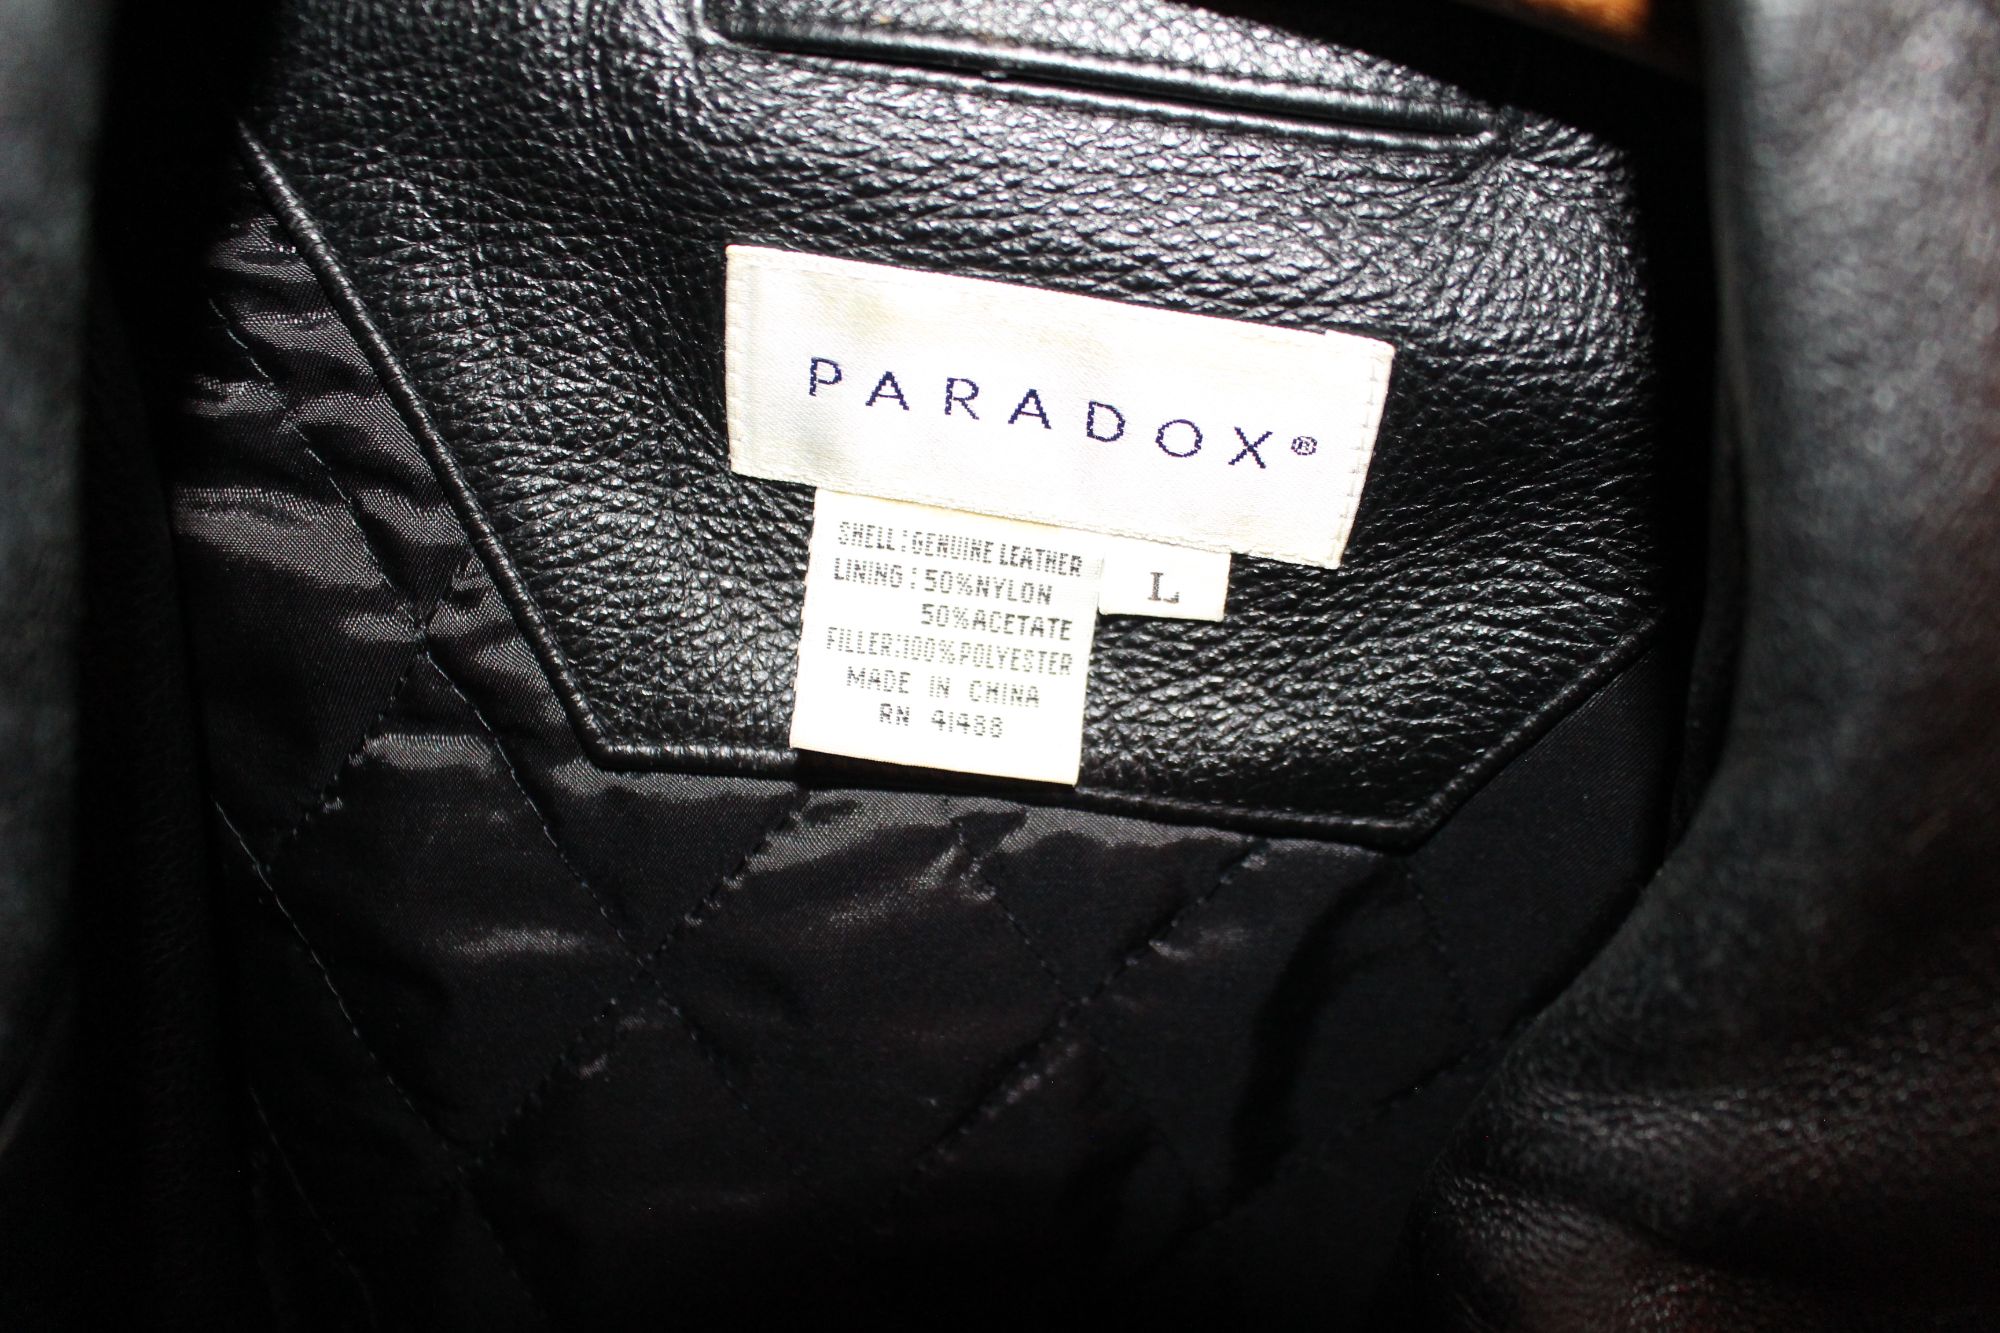 PARADOX®
SHELL:GENUINE LEATHER
LINING:50%NYLON
50%ACETATE
FILLER:100%POLYESTER
MADE IN CHINA
RN 41488
L